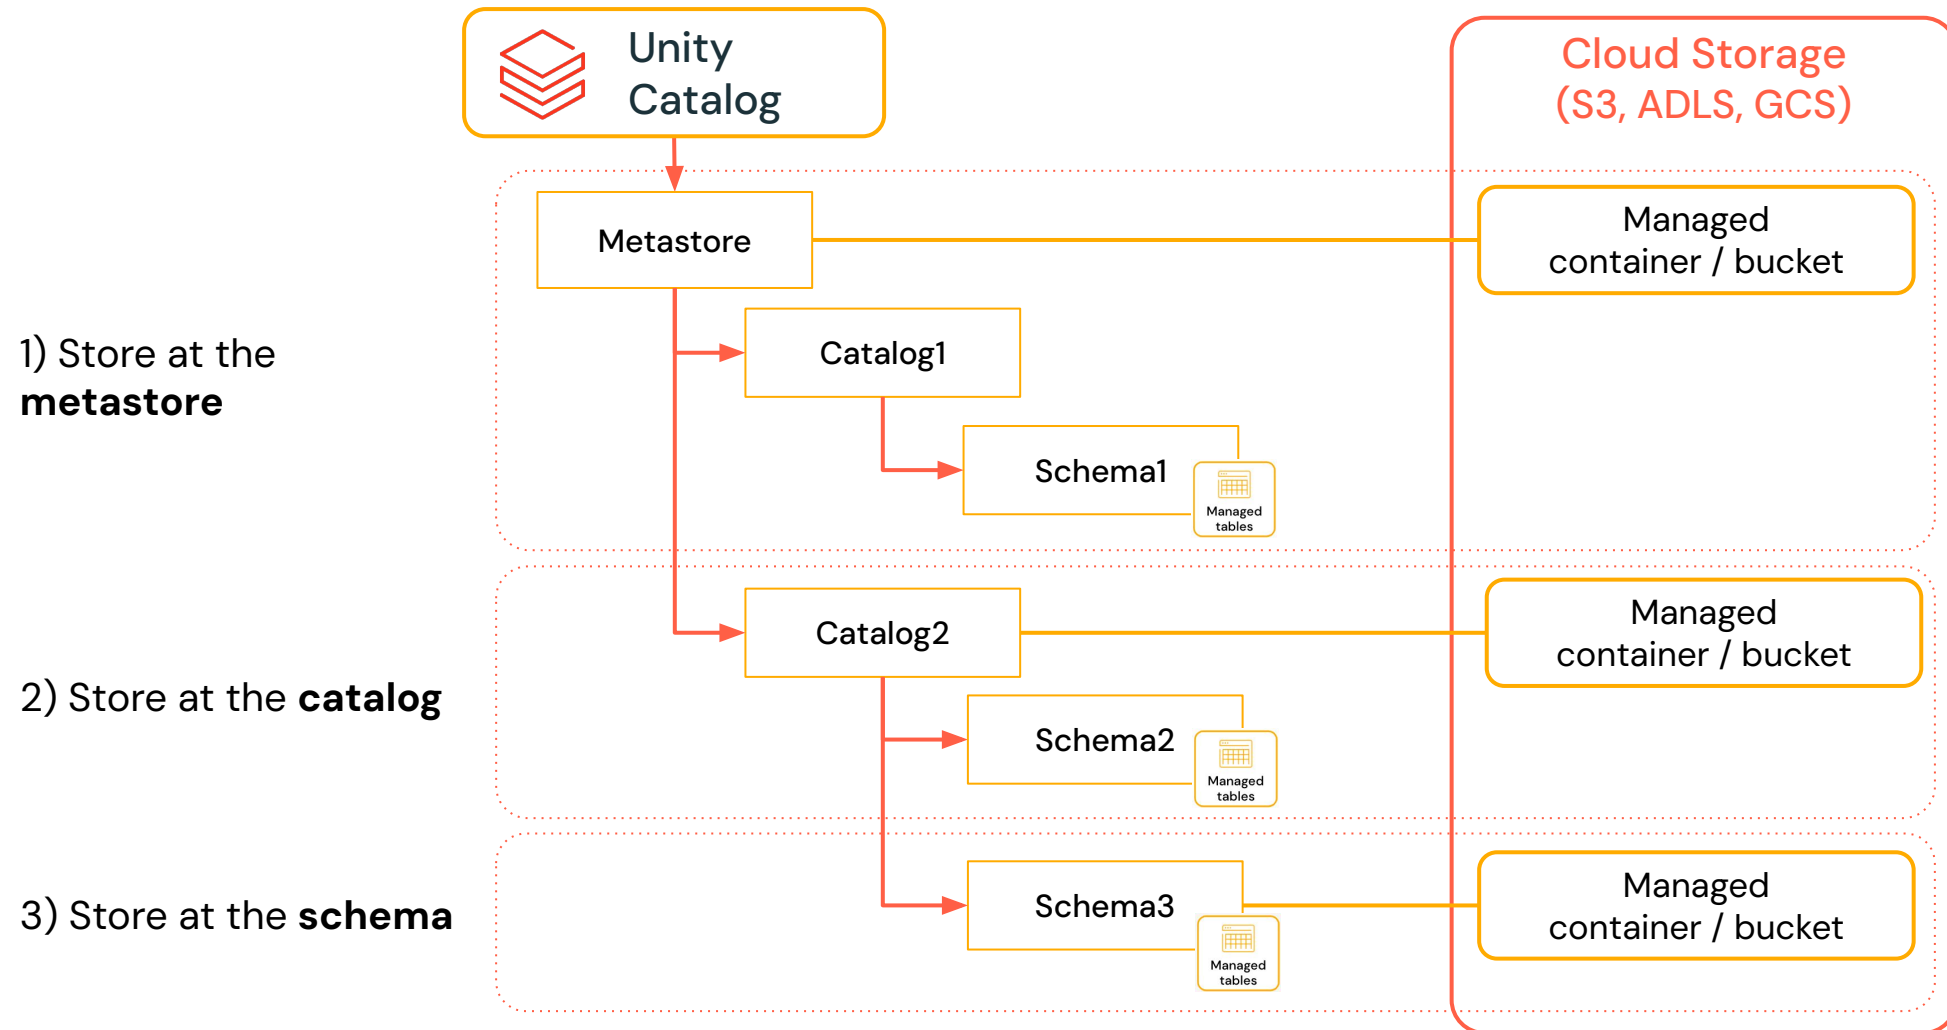 Unity
Catalog
Cloud Storage
(S3, ADLS, GCS)
Metastore
Managed
container / bucket
1) Store at the
metastore
Catalog1
Schema1
Managed
tables
2) Store at the catalog
Catalog2
Managed
container / bucket
Schema2
Managed
tables
3) Store at the schema
Schema3
Managed
tables
Managed
container / bucket